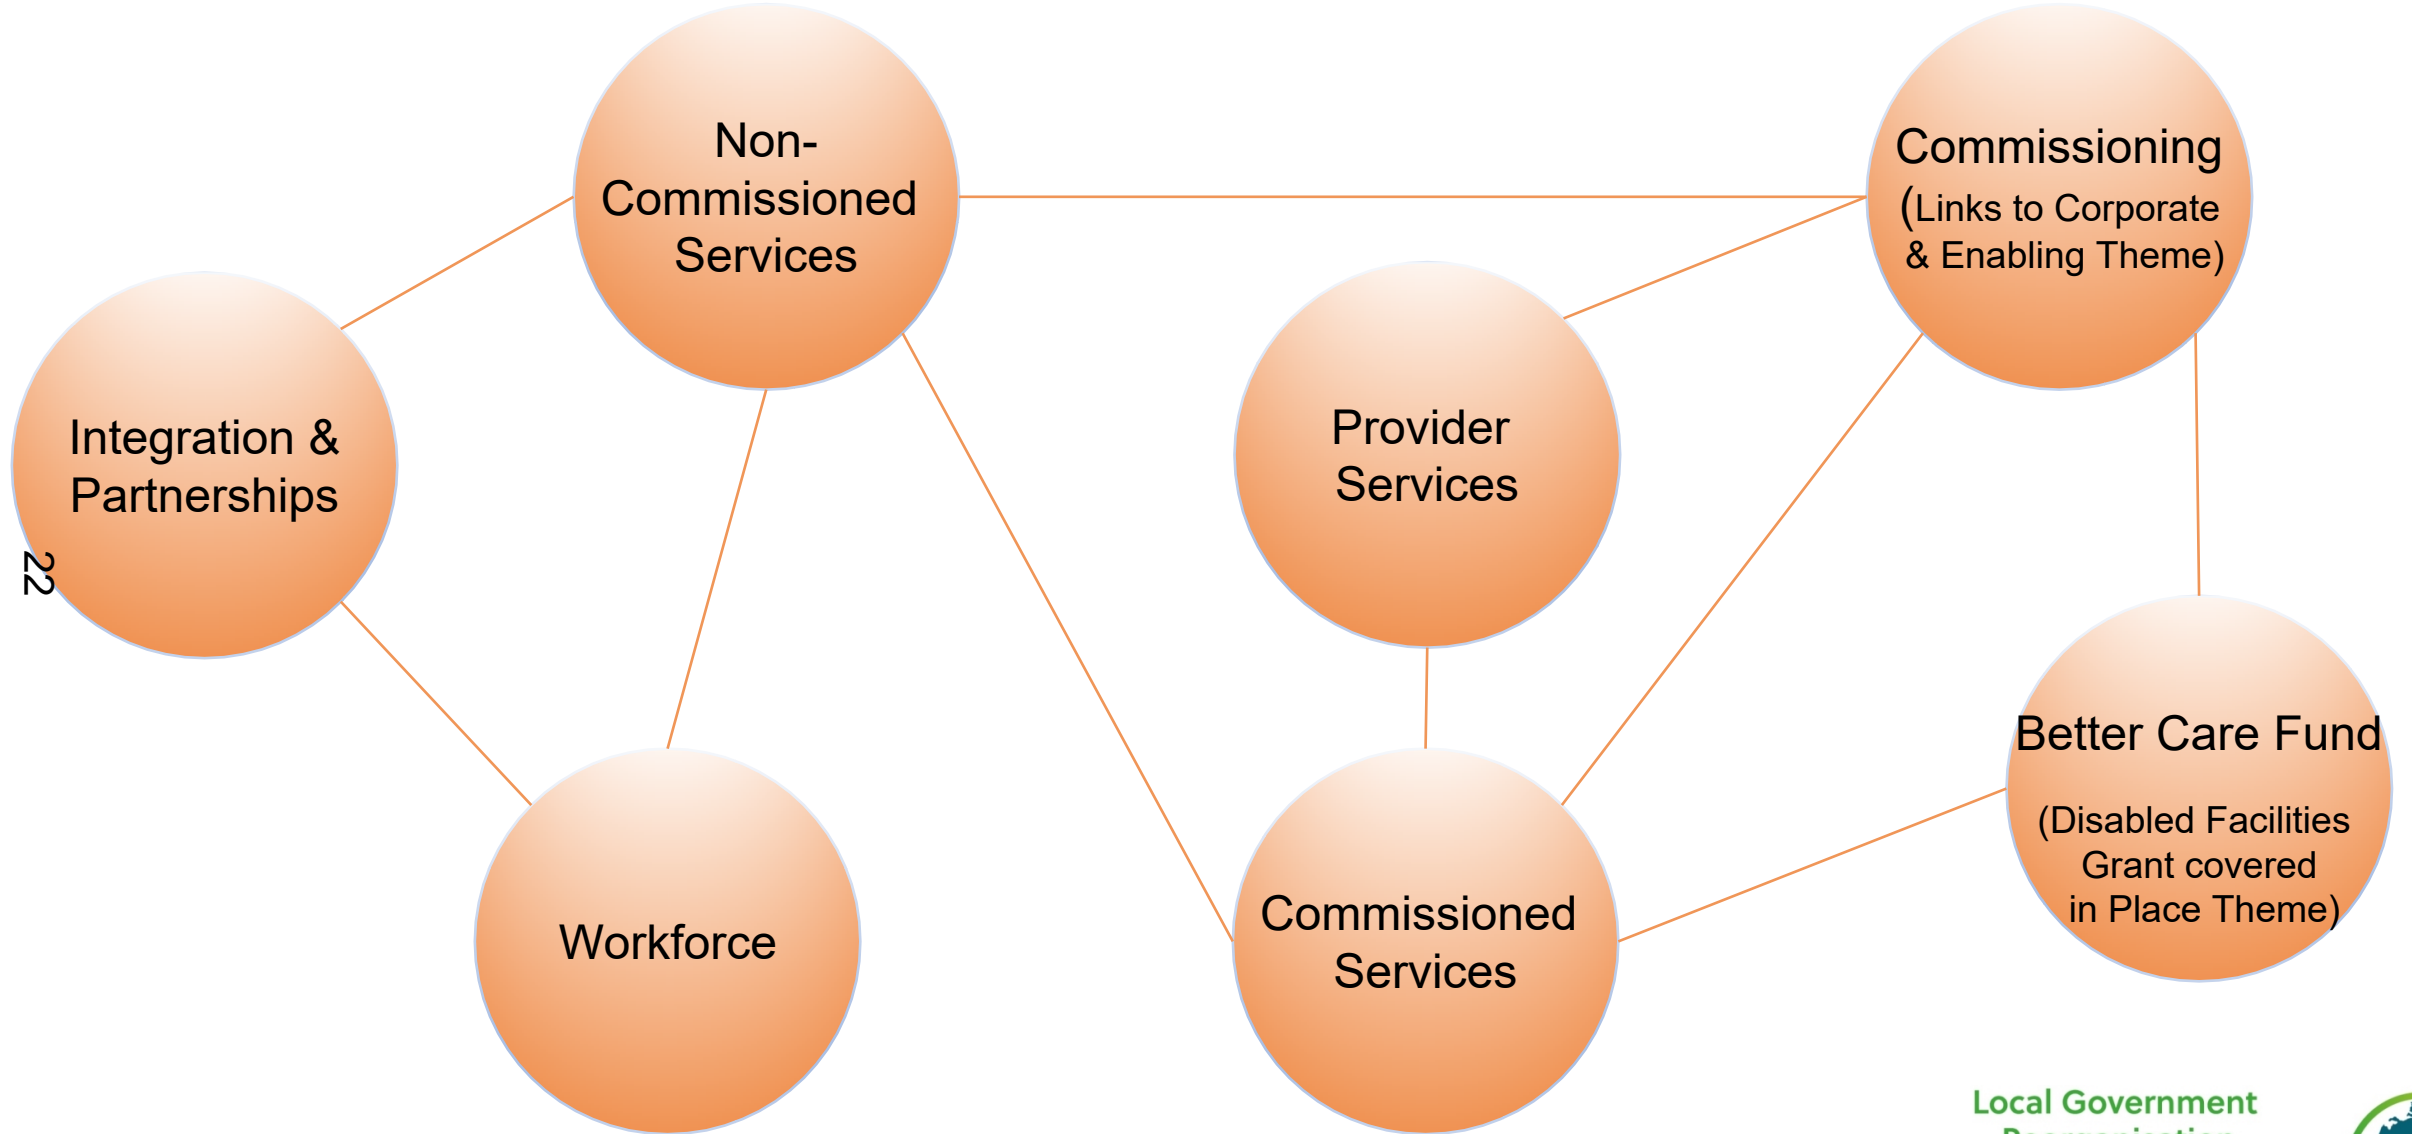 Non-
Commissioned
Services
Commissioning
(Links to Corporate
& Enabling Theme)
Integration &
Partnerships
22
Provider
Services
Better Care Fund
(Disabled Facilities
Grant covered
in Place Theme)
Workforce
Commissioned
Services
Local Government